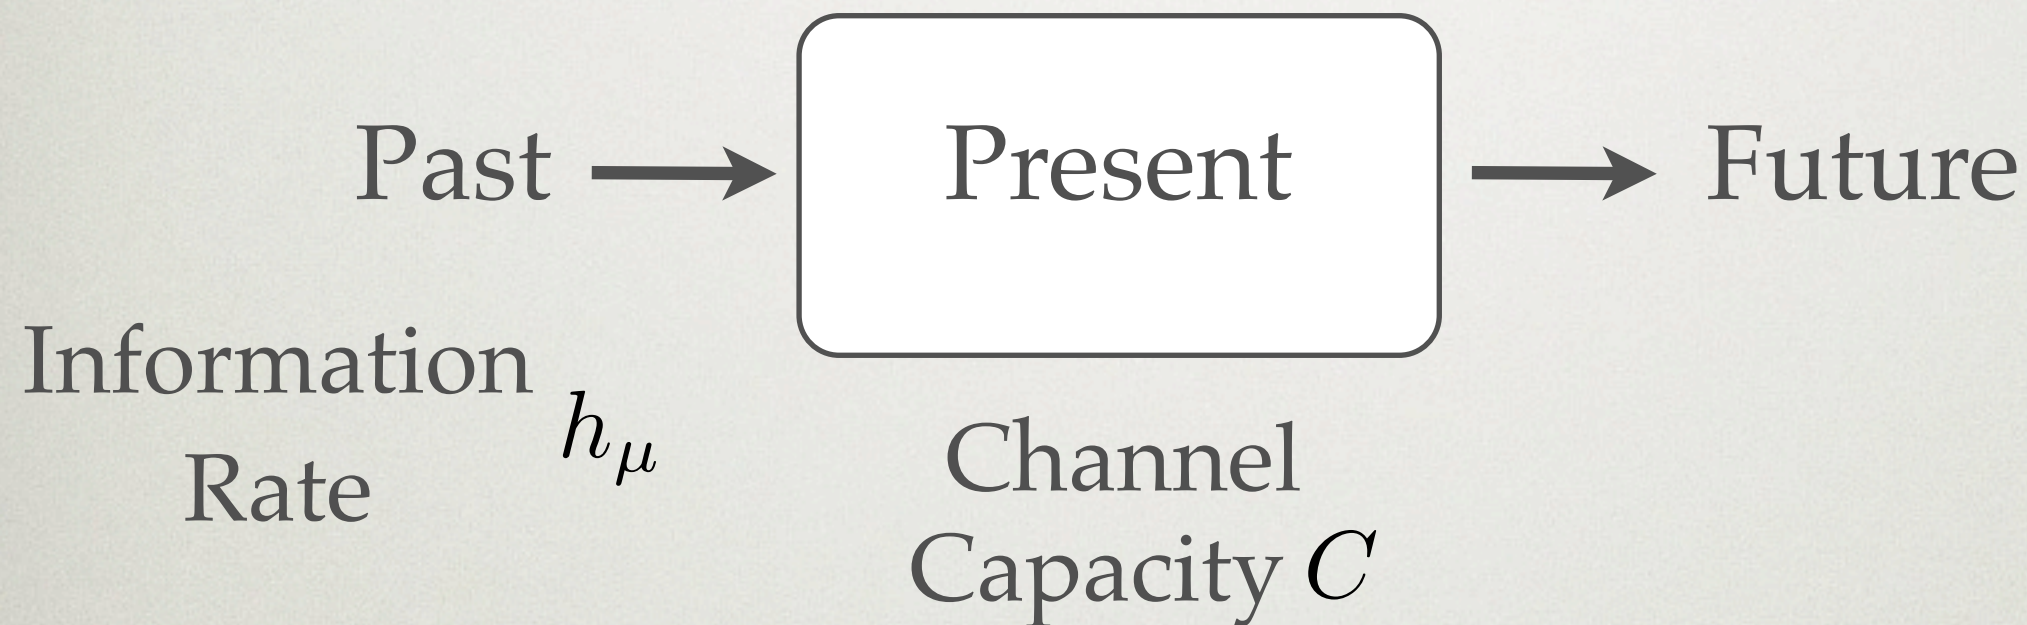 Past Present Future
Information
Rate
h_μ
Channel
Capacity C